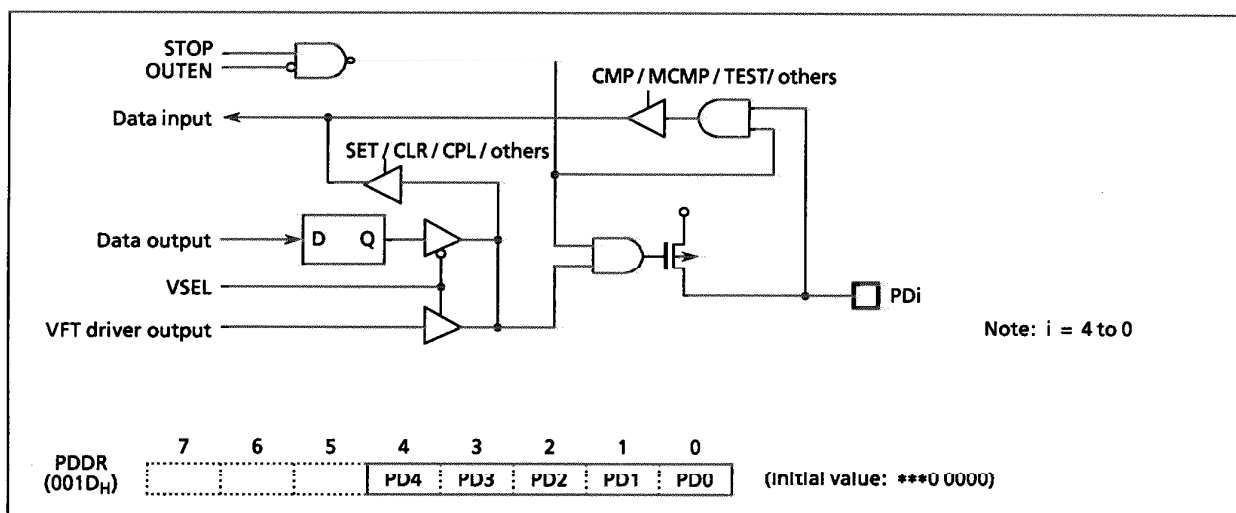 STOP
OUTEN
CMP / MCMP / TEST/ others
Data input
SET / CLR / CPL / others
Data output
D Q
VSEL
PDi
VFT driver output
Note: i = 4 to 0
7 6 5 4 3 2 1 0
PDDR
(001DH)
PD4 PD3 PD2 PD1 PD0
(Initial value: ***0 0000)